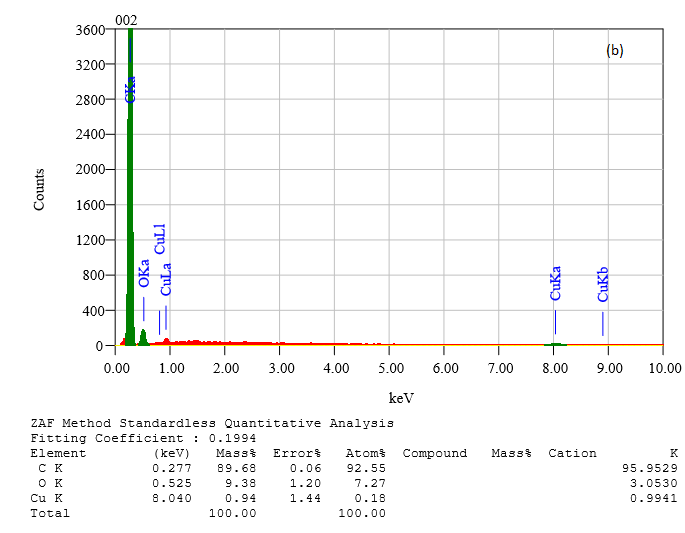 002
3600
3200
2800
2400
2000
1600
1200
800
400
0
Counts
(b)
CKa
OKa
CuLl
CuLa
CuKa
CuKb
0.00 1.00 2.00 3.00 4.00 5.00 6.00 7.00 8.00 9.00 10.00
keV
ZAF Method Standardless Quantitative Analysis
Fitting Coefficient : 0.1994
Element (keV) Mass% Error% Atom% Compound Mass% Cation K
C K 0.277 89.68 0.06 92.55 95.9529
O K 0.525 9.38 1.20 7.27 3.0530
Cu K 8.040 0.94 1.44 0.18 0.9941
Total 100.00 100.00